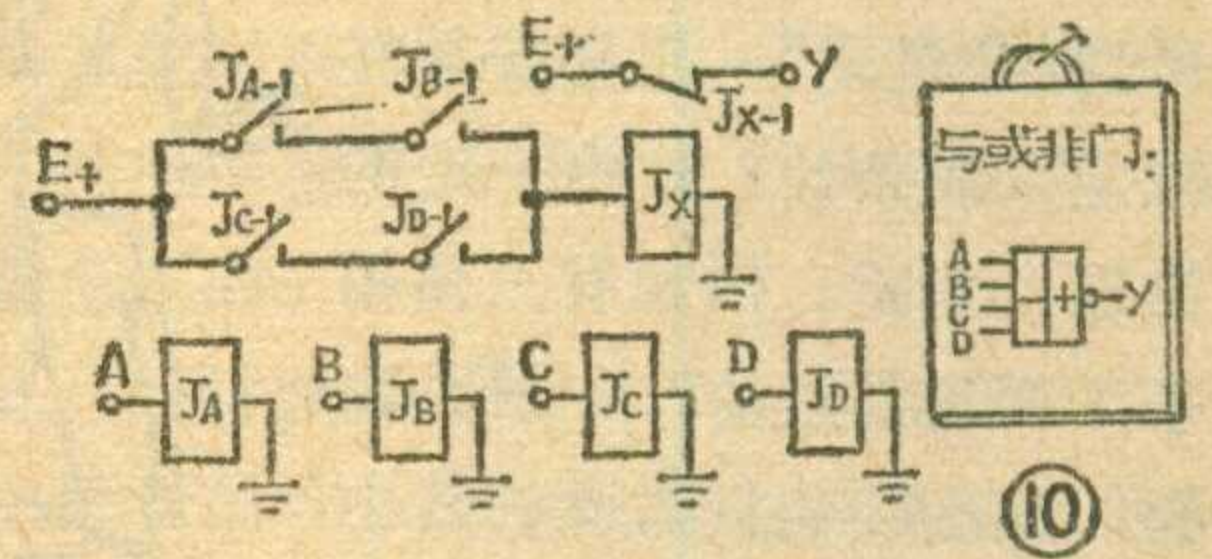 E+ Y
JA-1 JB-1 JX-1
E+ JX
JC-1 JD-1
A JA B JB C JC D JD
与或非门:
A
B + Y
C
D
⑩